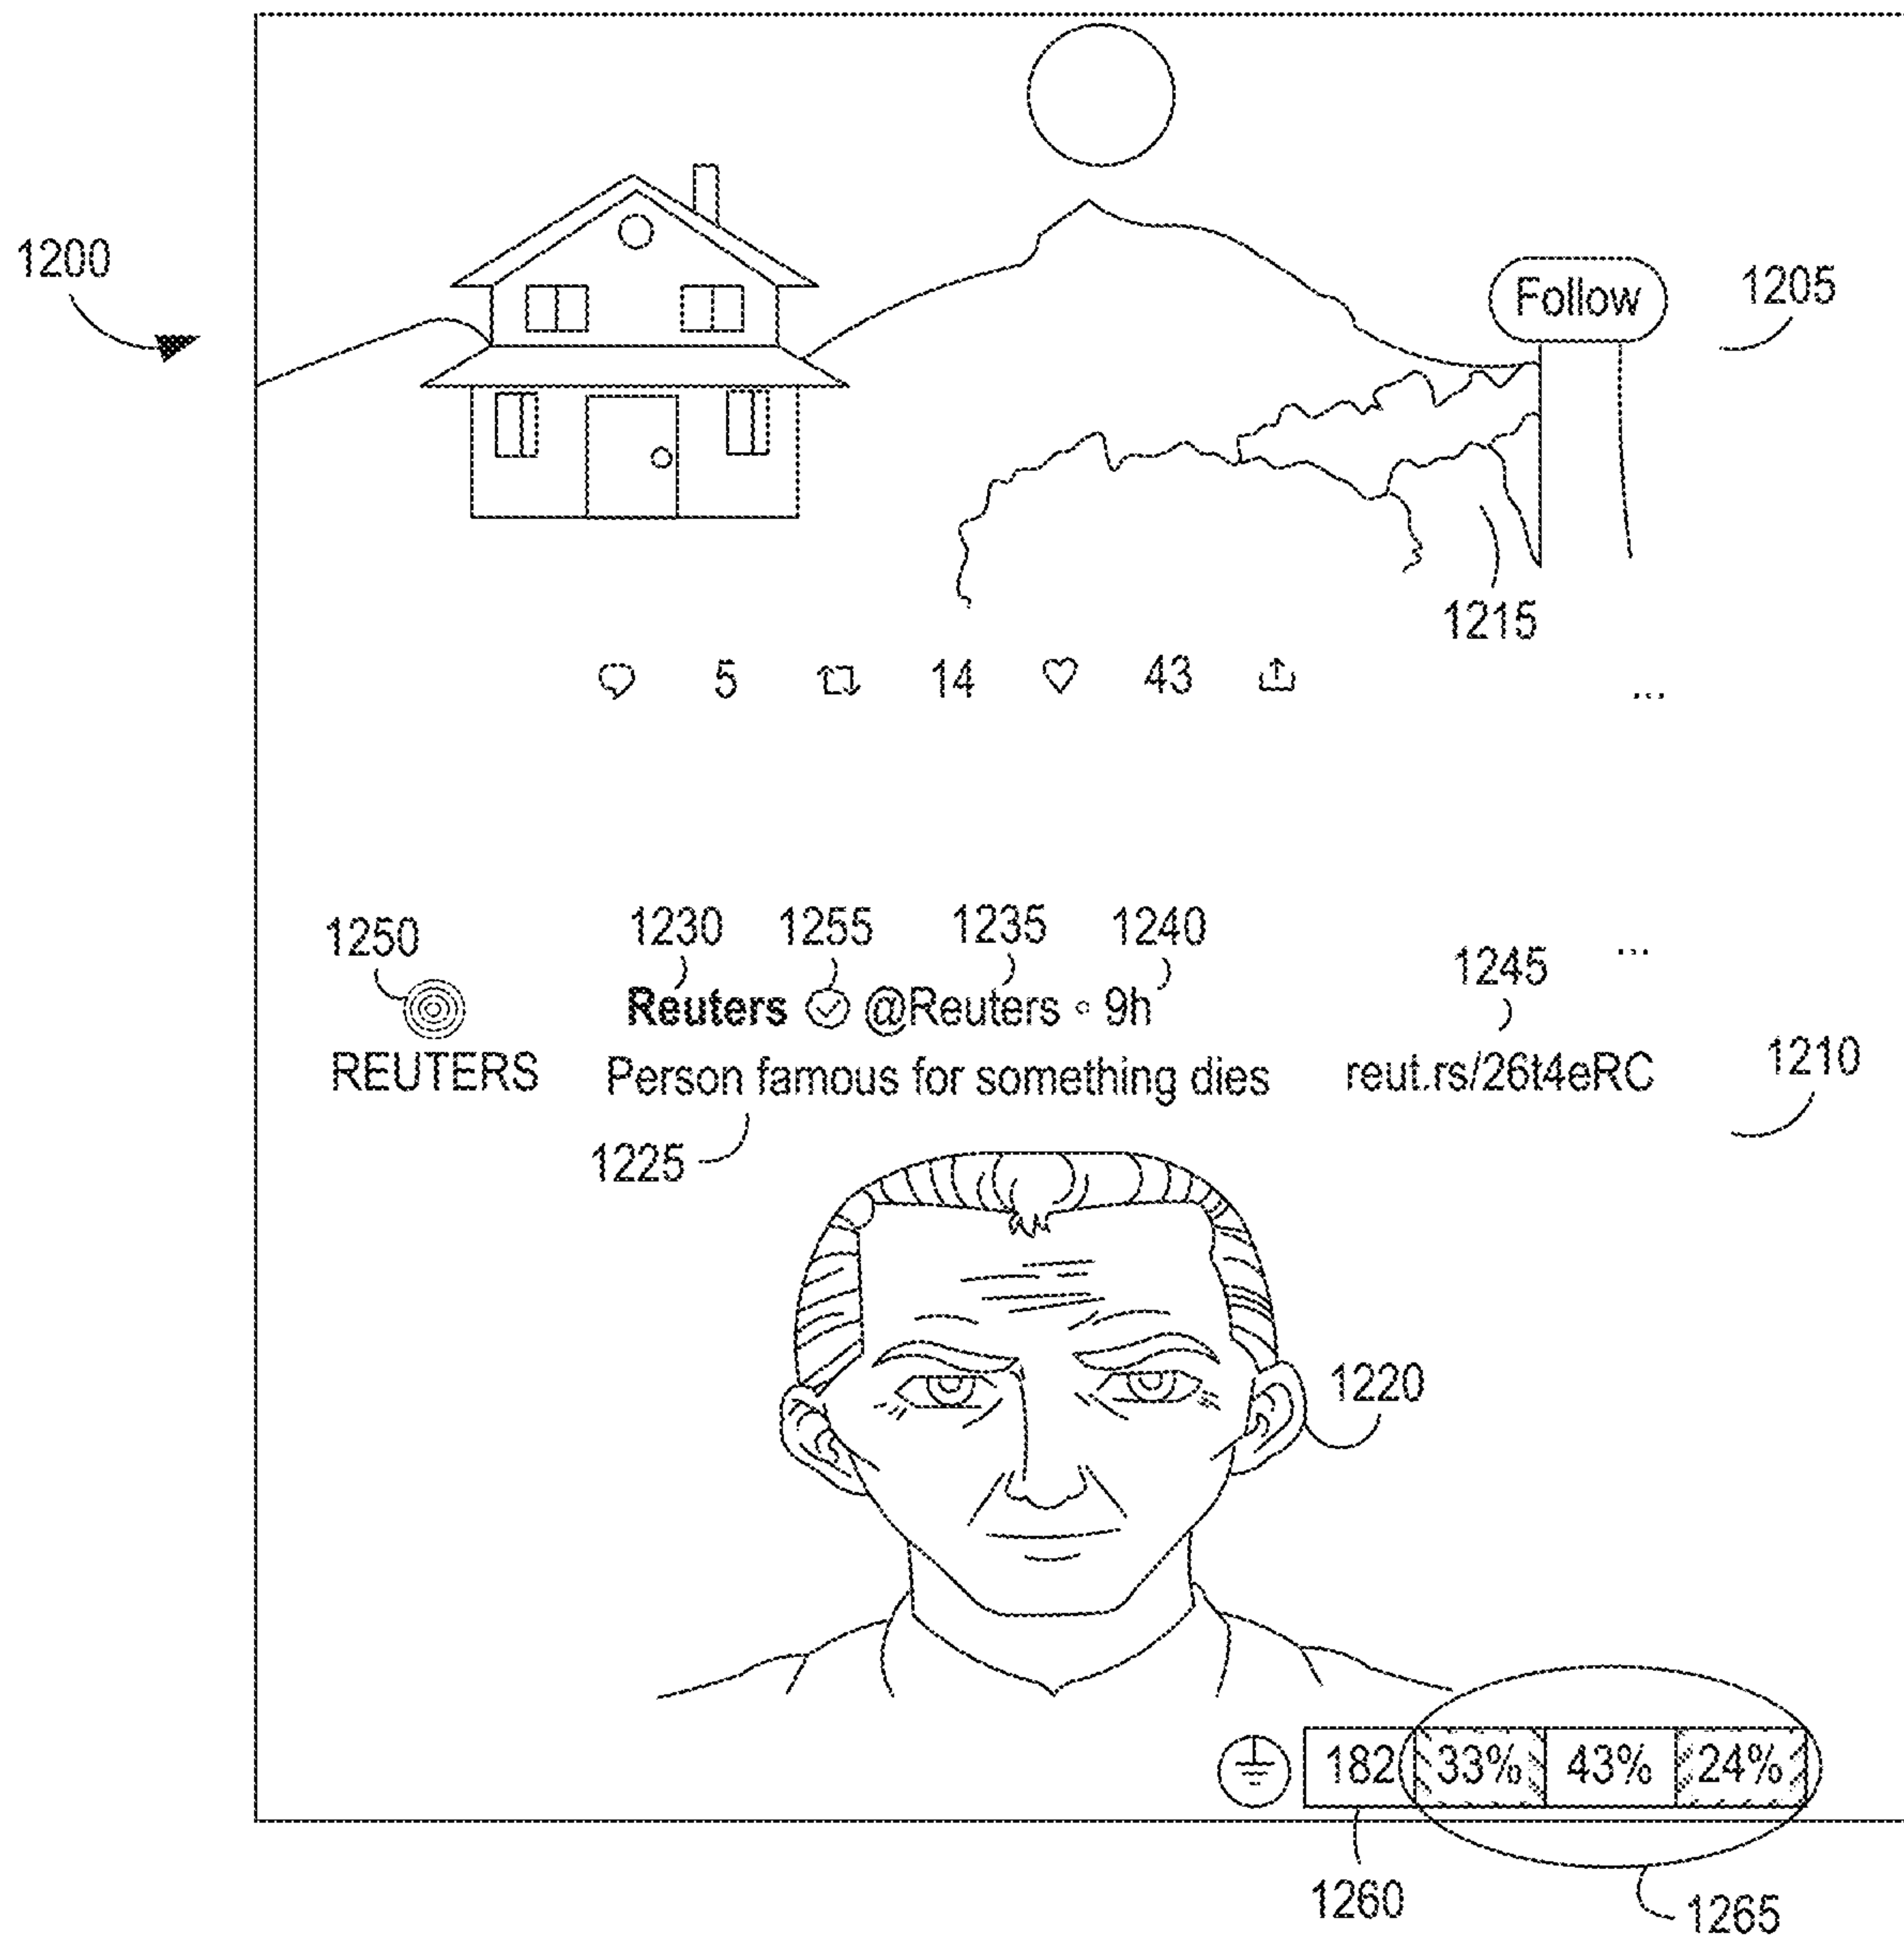 1200
Follow
1205
1215
5 14 43
...
1250 1230 1255 1235 1240 1245 ...
Reuters @Reuters ◦ 9h
REUTERS Person famous for something dies reut.rs/26t4eRC 1210
1225
1220
182 33% 43% 24%
1260 1265